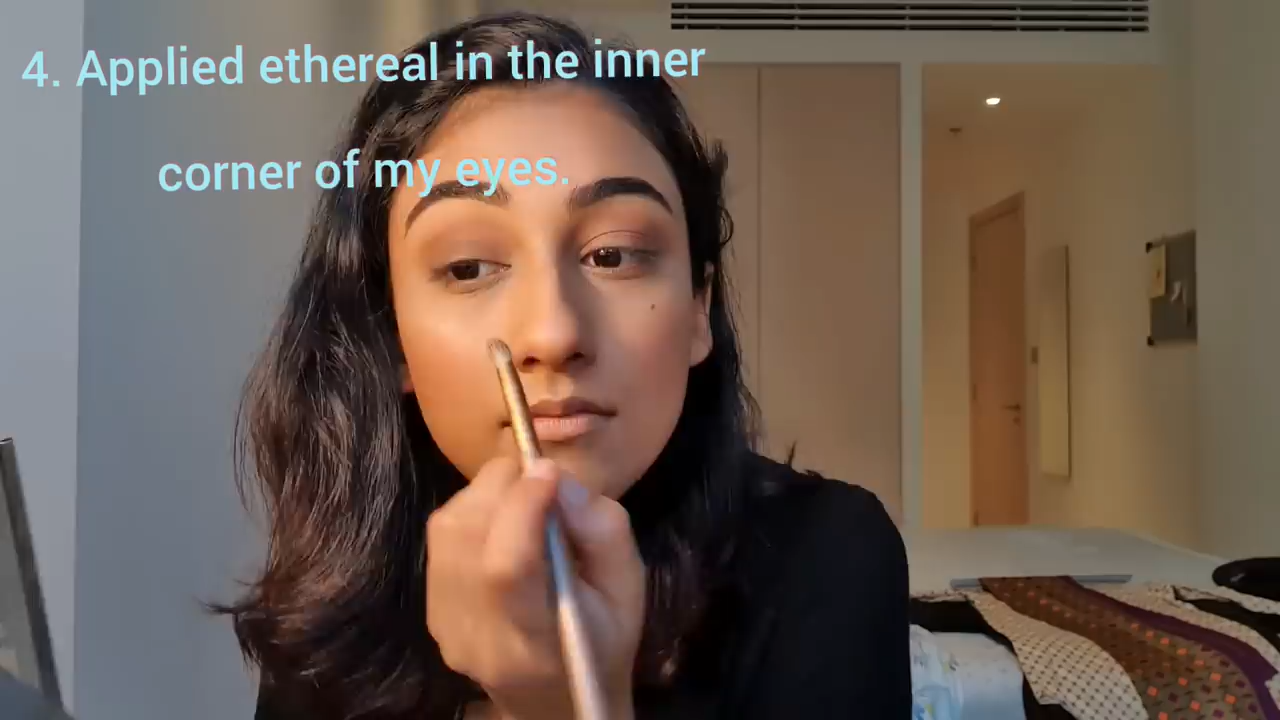 4. Applied ethereal in the inner
corner of my eyes.